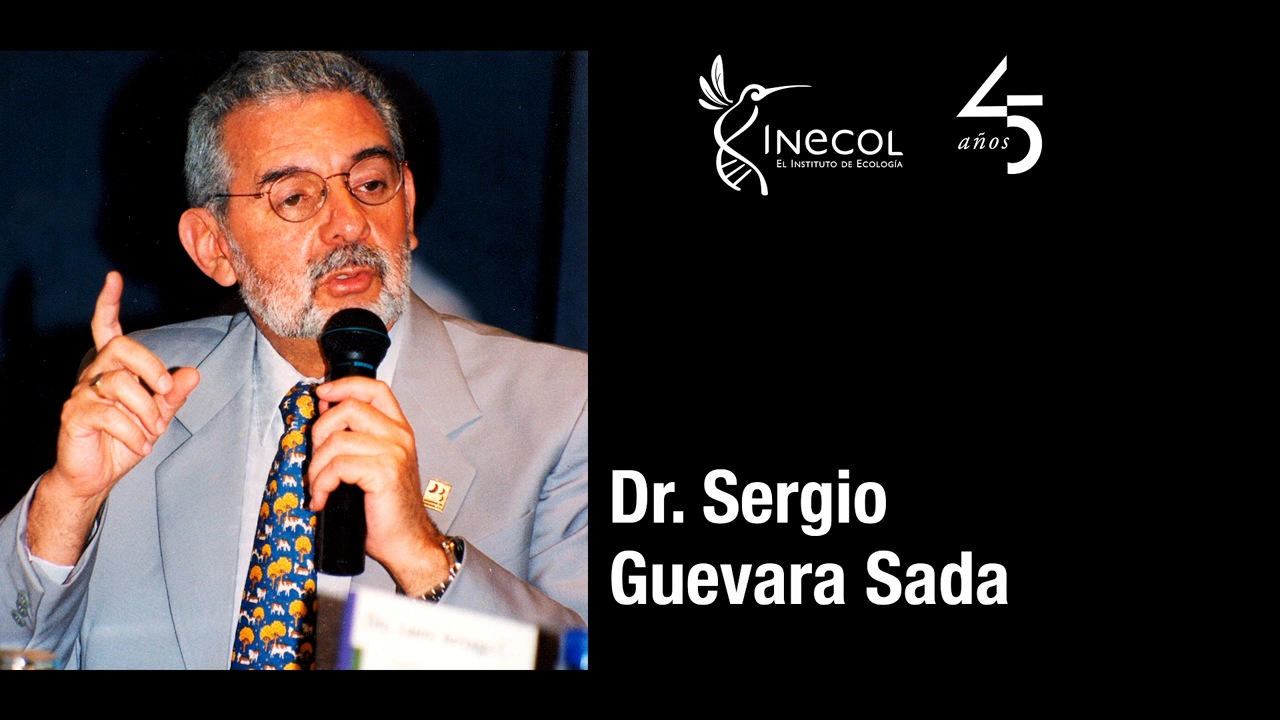 INECOL
EL INSTITUTO DE ECOLOGÍA
45
años
Dr. Sergio
Guevara Sada